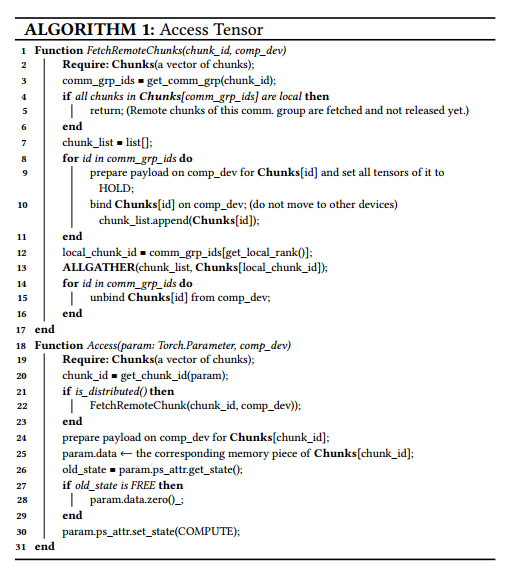 ALGORITHM 1: Access Tensor
1 Function FetchRemoteChunks(chunk_id, comp_dev)
2 Require: Chunks(a vector of chunks);
3 comm_grp_ids = get_comm_grp(chunk_id);
4 if all chunks in Chunks[comm_grp_ids] are local then
5 return; (Remote chunks of this comm. group are fetched and not released yet.)
6 end
7 chunk_list = list[];
8 for id in comm_grp_ids do
9 prepare payload on comp_dev for Chunks[id] and set all tensors of it to
HOLD;
10 bind Chunks[id] on comp_dev; (do not move to other devices)
chunk_list.append(Chunks[id]);
11 end
12 local_chunk_id = comm_grp_ids[get_local_rank()];
13 ALLGATHER(chunk_list, Chunks[local_chunk_id]);
14 for id in comm_grp_ids do
15 unbind Chunks[id] from comp_dev;
16 end
17 end
18 Function Access(param: Torch.Parameter, comp_dev)
19 Require: Chunks(a vector of chunks);
20 chunk_id = get_chunk_id(param);
21 if is_distributed() then
22 FetchRemoteChunk(chunk_id, comp_dev));
23 end
24 prepare payload on comp_dev for Chunks[chunk_id];
25 param.data ← the corresponding memory piece of Chunks[chunk_id];
26 old_state = param.ps_attr.get_state();
27 if old_state is FREE then
28 param.data.zero()_;
29 end
30 param.ps_attr.set_state(COMPUTE);
31 end